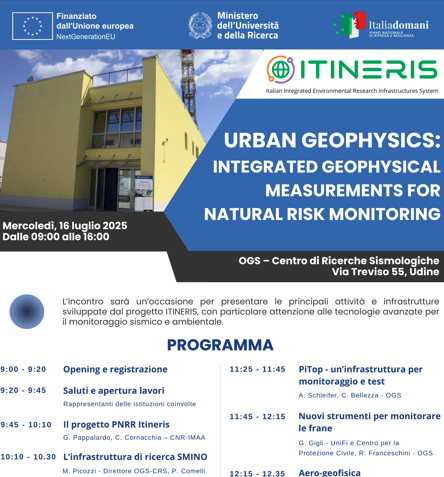 Finanziato
dall'Unione europea
NextGenerationEU
Ministero
dell'Università
e della Ricerca
Italiadomani
PIANO NAZIONALE
DI RIPRESA E RESILIENZA
ITINERIS
Italian Integrated Environmental Research Infrastructures System
URBAN GEOPHYSICS:
INTEGRATED GEOPHYSICAL
MEASUREMENTS FOR
NATURAL RISK MONITORING
Mercoledì, 16 luglio 2025
Dalle 09:00 alle 16:00
OGS – Centro di Ricerche Sismologiche
Via Treviso 55, Udine
L'incontro sarà un'occasione per presentare le principali attività e infrastrutture
sviluppate dal progetto ITINERIS, con particolare attenzione alle tecnologie avanzate per
il monitoraggio sismico e ambientale.
PROGRAMMA
9:00 - 9:20 Opening e registrazione
9:20 - 9:45 Saluti e apertura lavori
Rappresentanti delle istituzioni coinvolte
9:45 - 10:10 Il progetto PNRR Itineris
G. Pappalardo, C. Cornacchia – CNR-IMAA
10:10 - 10.30 L'infrastruttura di ricerca SMINO
M. Picozzi - Direttore OGS-CRS, P. Comelli
11:25 - 11:45 PiTop - un'infrastruttura per
monitoraggio e test
A. Schleifer, C. Bellezza - OGS
11:45 - 12:15 Nuovi strumenti per monitorare
le frane
G. Gigli - UniFi e Centro per la
Protezione Civile, R. Franceschini - OGS
12:15 - 12.35 Aero-geofisica